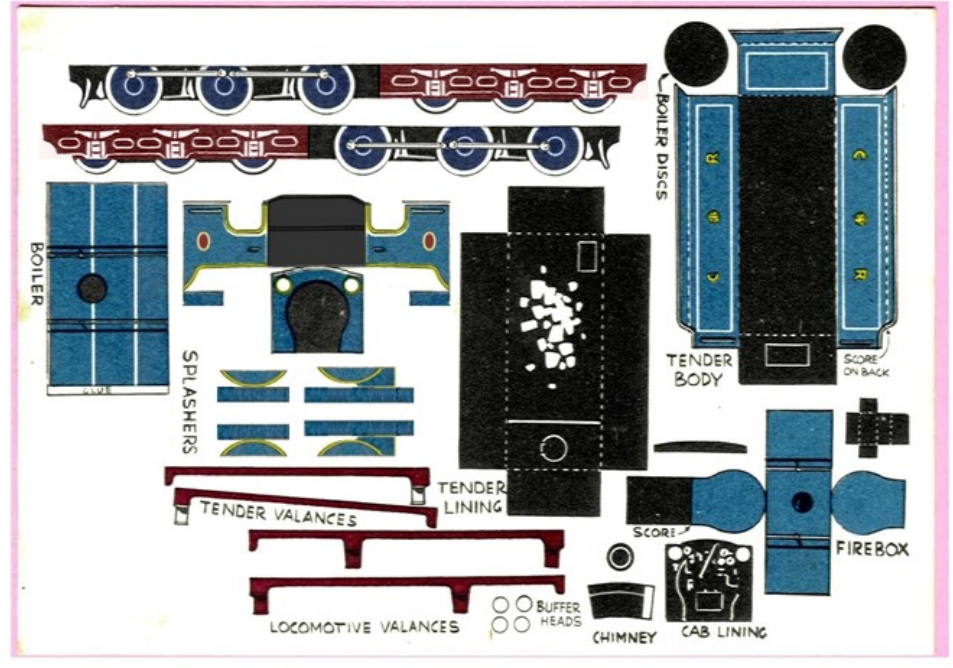 BOILER DISCS
BOILER
GLUE
SPLASHERS
TENDER
BODY
SCORE
ON BACK
TENDER
LINING
TENDER VALANCES
SCORE
FIREBOX
LOCOMOTIVE VALANCES
BUFFER
HEADS
CHIMNEY
CAB LINING